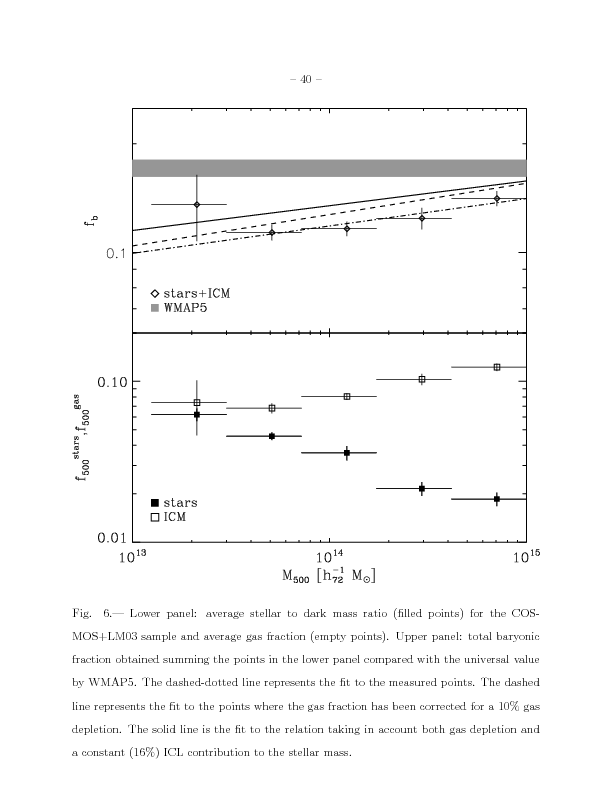 – 40 –
f_b
0.1
stars+ICM
WMAP5
f_500^stars, f_500^gas
0.10
0.01
stars
ICM
10^13
10^14
10^15
M_500 [h_72^-1 M_⊙]
Fig. 6.— Lower panel: average stellar to dark mass ratio (filled points) for the COS-
MOS+LM03 sample and average gas fraction (empty points). Upper panel: total baryonic
fraction obtained summing the points in the lower panel compared with the universal value
by WMAP5. The dashed-dotted line represents the fit to the measured points. The dashed
line represents the fit to the points where the gas fraction has been corrected for a 10% gas
depletion. The solid line is the fit to the relation taking in account both gas depletion and
a constant (16%) ICL contribution to the stellar mass.